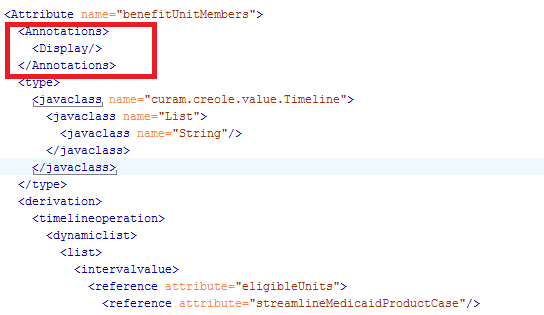 <Attribute name="benefitUnitMembers">
<Annotations>
<Display/>
</Annotations>
<type>
<javaclass name="curam.creole.value.Timeline">
<javaclass name="List">
<javaclass name="String"/>
</javaclass>
</javaclass>
</type>
<derivation>
<timelineoperation>
<dynamiclist>
<list>
<intervalvalue>
<reference attribute="eligibleUnits">
<reference attribute="streamlineMedicaidProductCase"/>